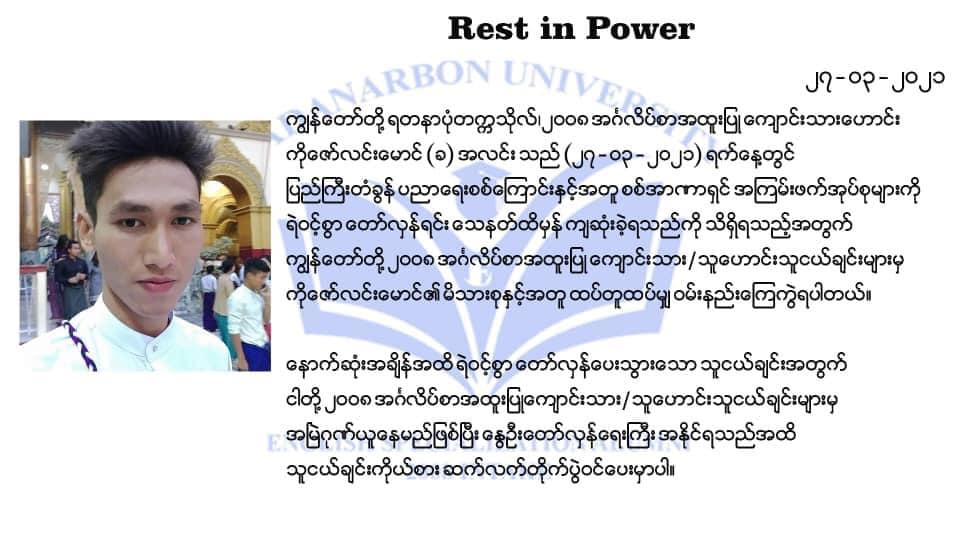 Rest in Power
၂၇-၀၃-၂၀၂၁
YADANARBON UNIVERSITY
ကျွန်တော်တို့ ရတနာပုံတက္ကသိုလ်၊ ၂၀၀၈ အင်္ဂလိပ်စာအထူးပြု ကျောင်းသားဟောင်း
ကိုဇော်လင်းမောင် (ခ) အလင်း သည် (၂၇-၀၃-၂၀၂၁) ရက်နေ့တွင်
ပြည်ကြီးတံခွန် ပညာရေးစစ်ကြောင်းနှင့်အတူ စစ်အာဏာရှင် အကြမ်းဖက်အုပ်စုများကို
ရဲဝင့်စွာ တော်လှန်ရင်း သေနတ်ထိမှန် ကျဆုံးခဲ့ရသည်ကို သိရှိရသည့်အတွက်
ကျွန်တော်တို့ ၂၀၀၈ အင်္ဂလိပ်စာအထူးပြု ကျောင်းသား/သူဟောင်းသူငယ်ချင်းများမှ
ကိုဇော်လင်းမောင်၏ မိသားစုနှင့်အတူ ထပ်တူထပ်မျှ ဝမ်းနည်းကြေကွဲရပါတယ်။
နောက်ဆုံးအချိန်အထိ ရဲဝင့်စွာ တော်လှန်ပေးသွားသော သူငယ်ချင်းအတွက်
ငါတို့ ၂၀၀၈ အင်္ဂလိပ်စာအထူးပြုကျောင်းသား/သူဟောင်းသူငယ်ချင်းများမှ
အမြဲဂုဏ်ယူနေမည်ဖြင့်ပြီး နွေဦးတော်လှန်ရေးကြီး အနိုင်ရသည်အထိ
ENGLISH SPECIALIZATION ALUMNI
သူငယ်ချင်းကိုယ်စား ဆက်လက်တိုက်ပွဲဝင်ပေးမှာပါ။